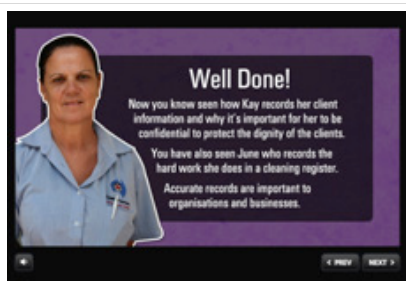 Well Done!
Now you know seen how Kay records her client
information and why it's important for her to be
confidential to protect the dignity of the clients.
You have also seen June who records the
hard work she does in a cleaning register.
Accurate records are important to
organisations and businesses.
< PREV NEXT >